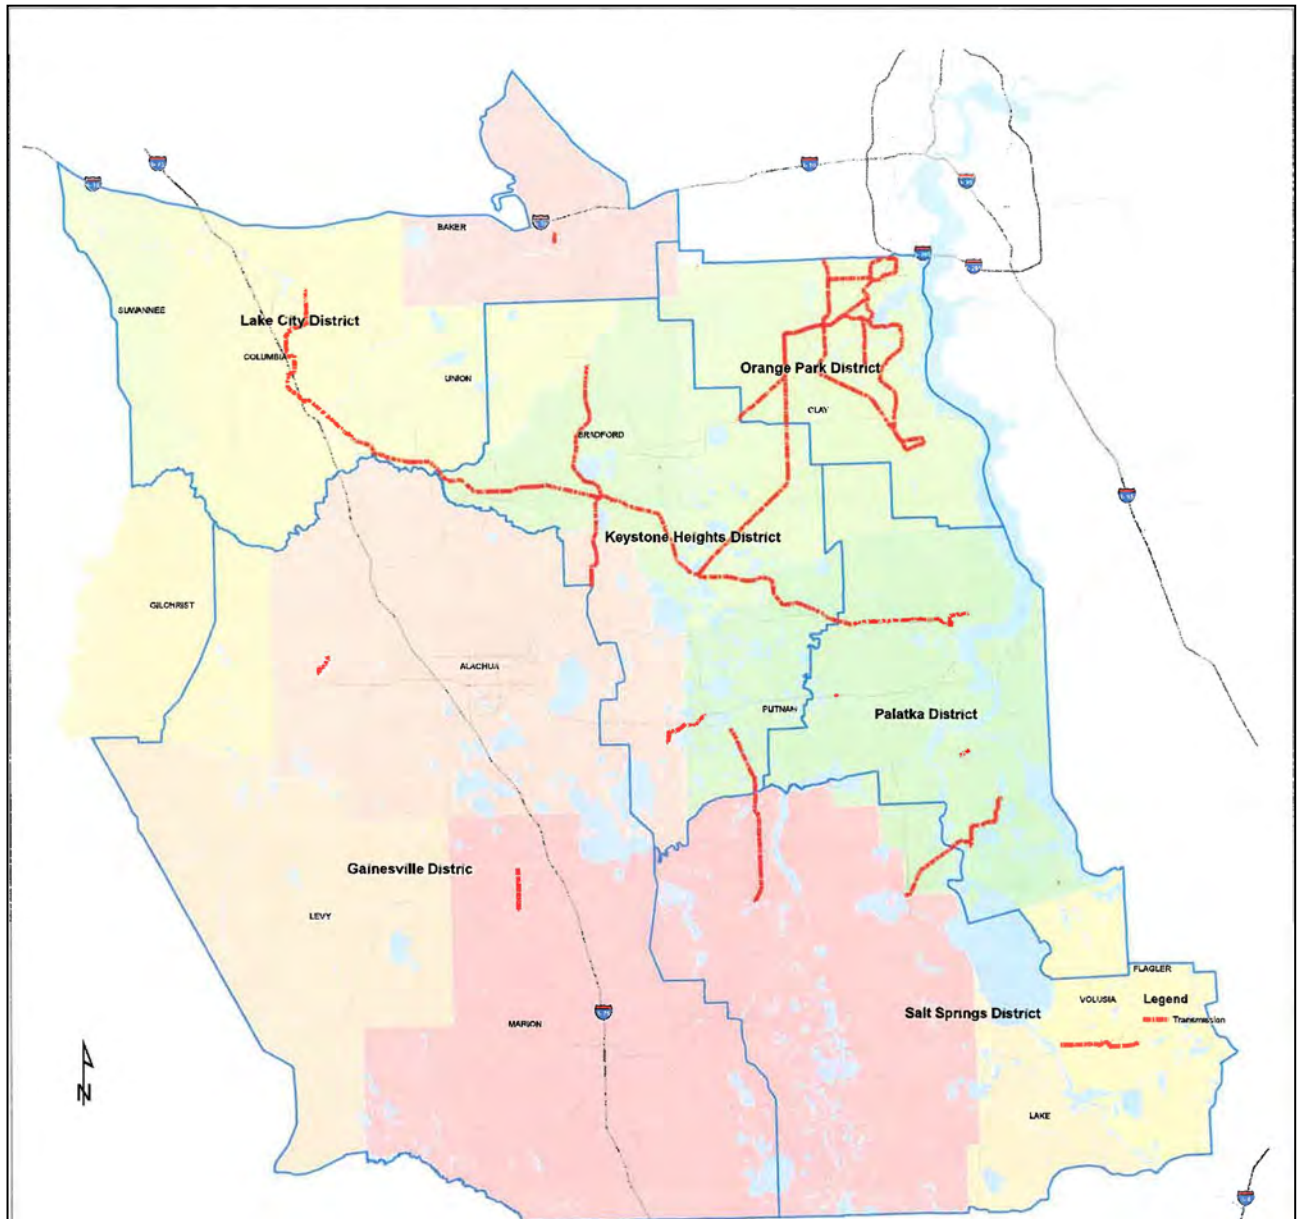 BAKER
SUWANNEE
Lake City District
COLUMBIA
UNION
Orange Park District
CLAY
BRADFORD
Keystone Heights District
GILCHRIST
ALACHUA
PUTNAM
Palatka District
Gainesville Distric
LEVY
FLAGLER
VOLUSIA
Legend
Transmission
Salt Springs District
MARION
LAKE
N